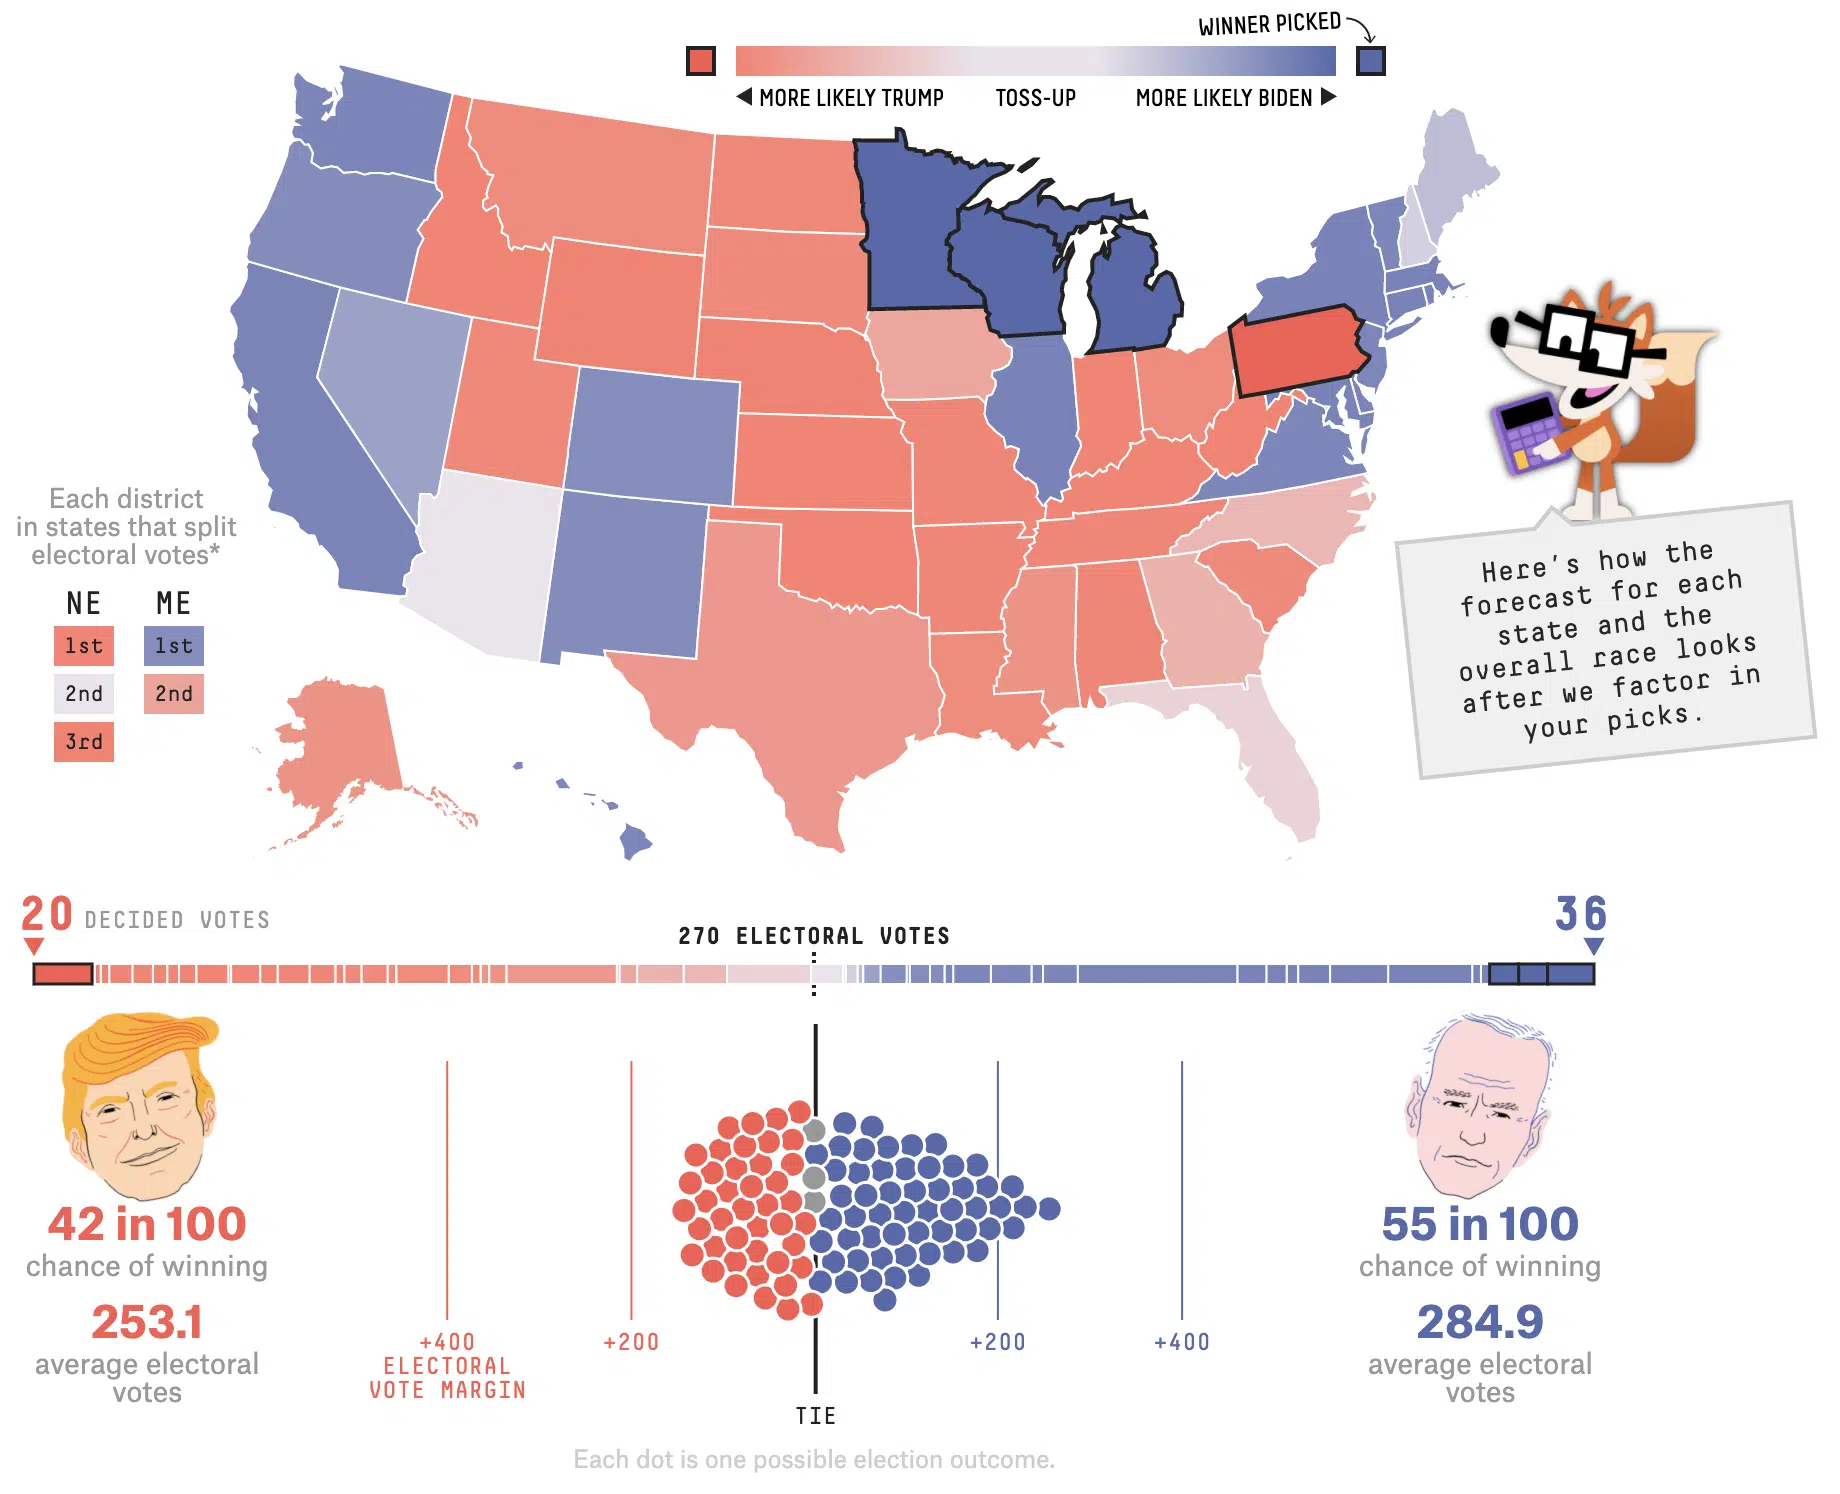 WINNER PICKED
◀ MORE LIKELY TRUMP
TOSS-UP
MORE LIKELY BIDEN ▶
Each district
in states that split
electoral votes*
NE ME
1st 1st
2nd 2nd
3rd
Here's how the
forecast for each
state and the
overall race looks
after we factor in
your picks.
20 DECIDED VOTES
270 ELECTORAL VOTES
36
42 in 100
chance of winning
253.1
average electoral
votes
55 in 100
chance of winning
284.9
average electoral
votes
+400
ELECTORAL
VOTE MARGIN
+200
+200
+400
TIE
Each dot is one possible election outcome.